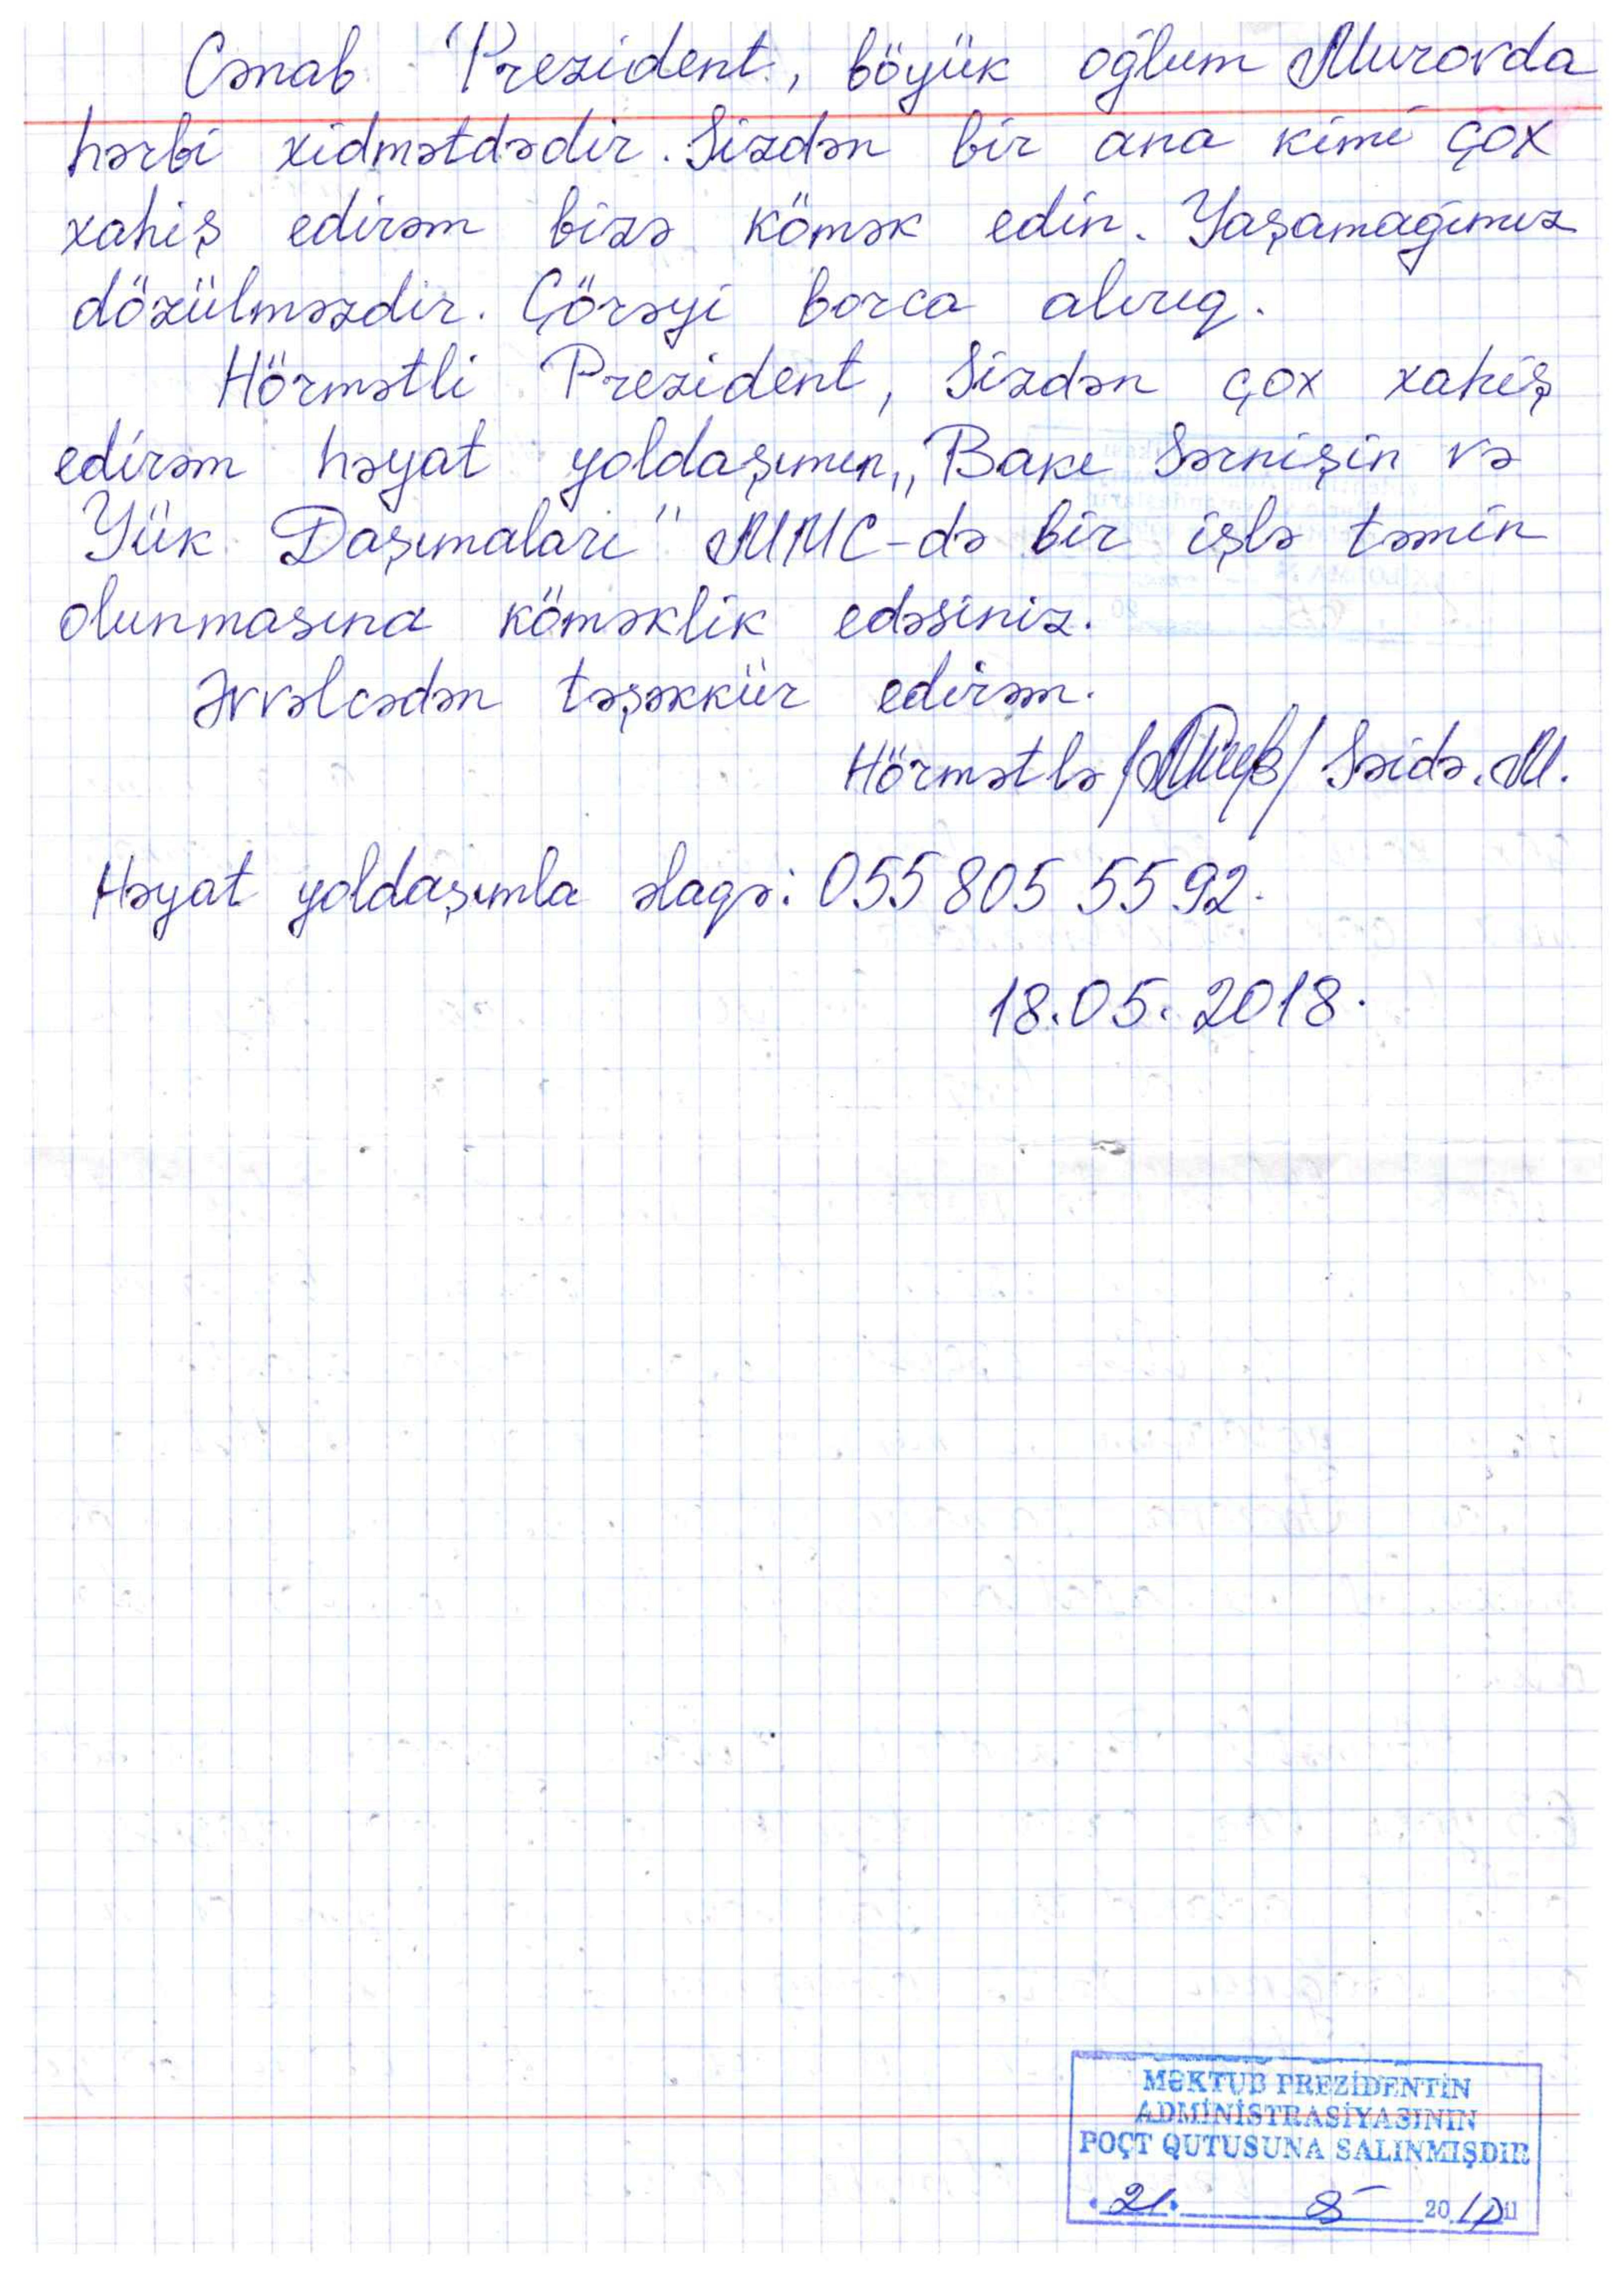 Cənab Prezident, böyük oğlum Murovda
hərbi xidmətdədir. Sizdən bir ana kimi çox
xahiş edirəm bizə kömək edin. Yaşamağımız
dözülməzdir. Çörəyi borca alırıq.
Hörmətli Prezident, Sizdən çox xahiş
edirəm həyat yoldaşımın „Bakı Sərnişin və
Yük Daşımaları" MMC-də bir işlə təmin
olunmasına köməklik edəsiniz.
Əvvəlcədən təşəkkür edirəm.
Hörmətlə / / Səidə. M.
Həyat yoldaşımla əlaqə: 055 805 55 92.
18.05.2018.
MƏKTUB PREZİDENTİN
ADMİNİSTRASİYASININ
POÇT QUTUSUNA SALINMIŞDIR
21. 20 il